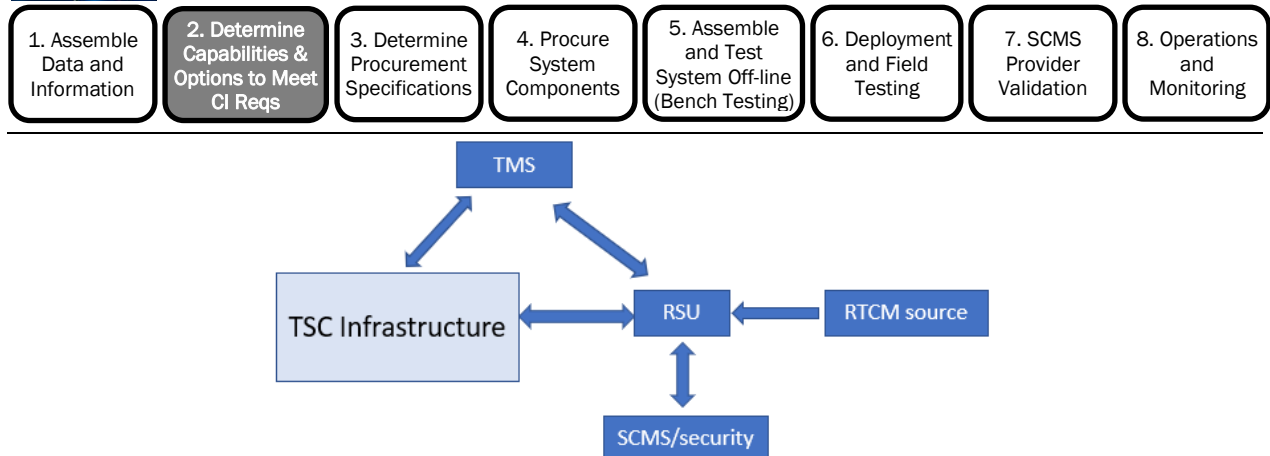 1. Assemble
Data and
Information
2. Determine
Capabilities &
Options to Meet
CI Reqs
3. Determine
Procurement
Specifications
4. Procure
System
Components
5. Assemble
and Test
System Off-line
(Bench Testing)
6. Deployment
and Field
Testing
7. SCMS
Provider
Validation
8. Operations
and
Monitoring
TMS
TSC Infrastructure
RSU
RTCM source
SCMS/security